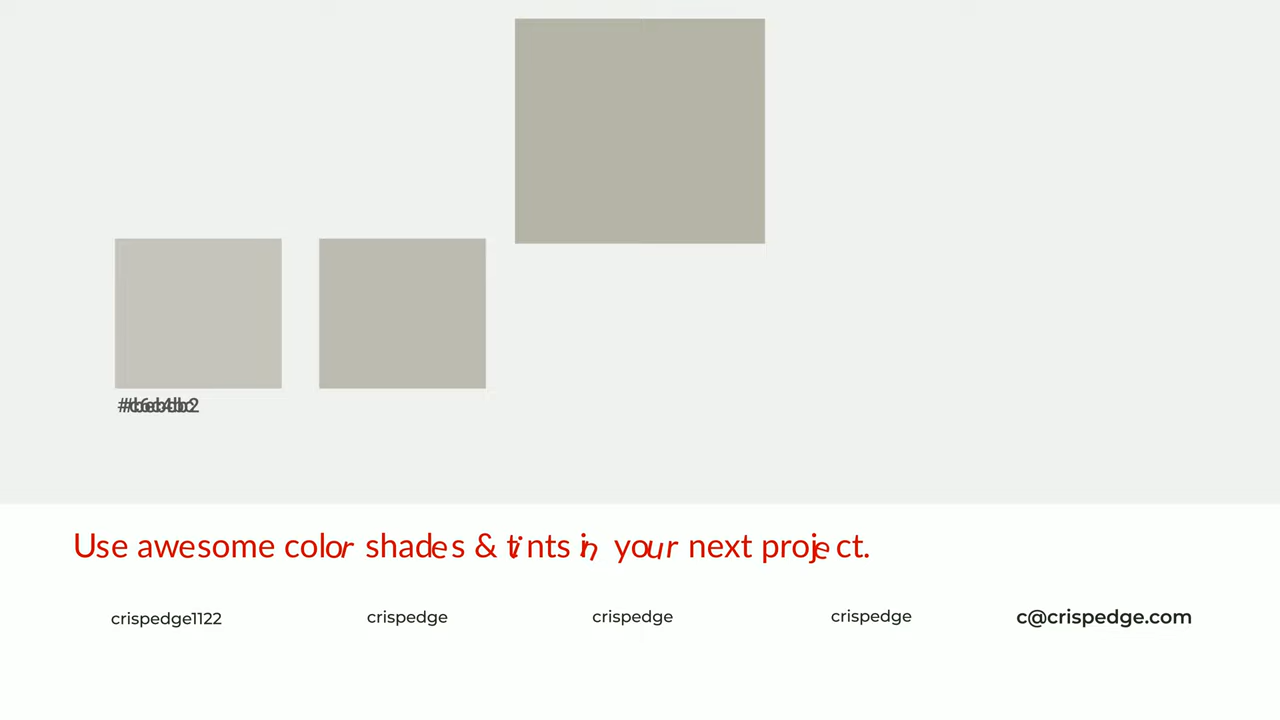 Use awesome color shades & tints in your next project.
crispedge1122 crispedge crispedge crispedge c@crispedge.com